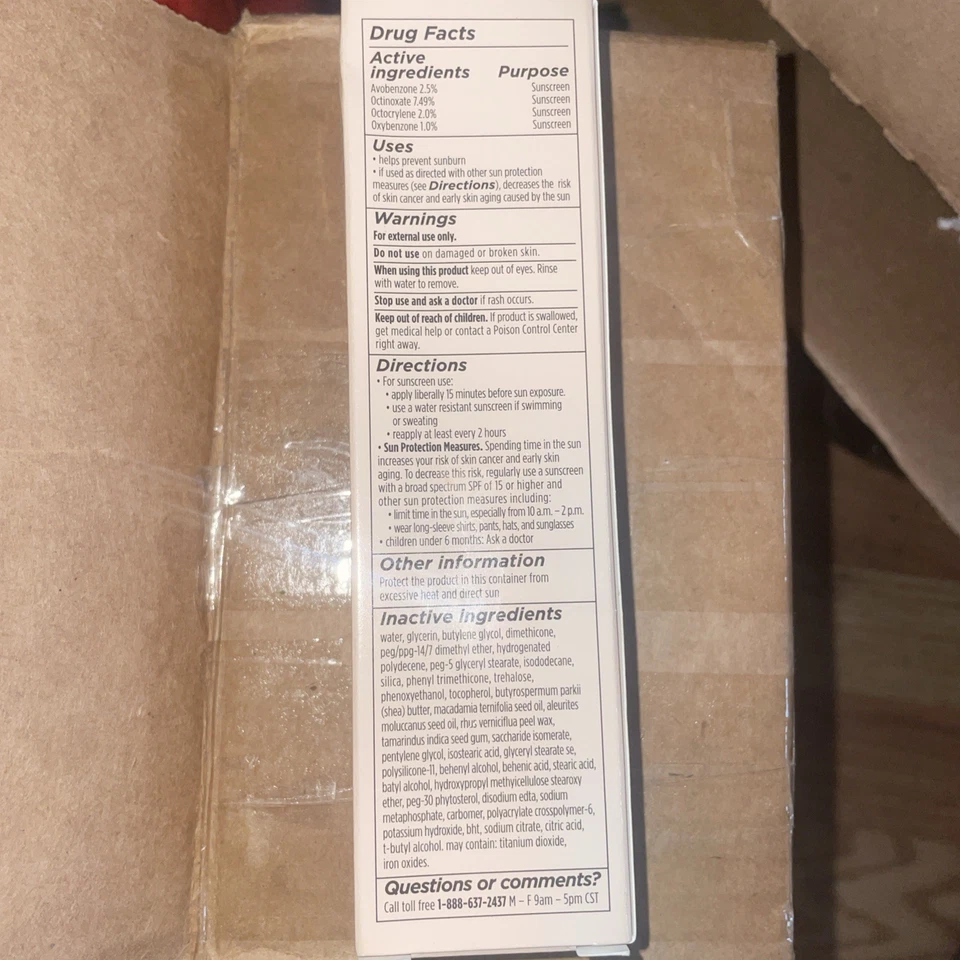 Drug Facts
Active
ingredients Purpose
Avobenzone 2.5% Sunscreen
Octinoxate 7.49% Sunscreen
Octocrylene 2.0% Sunscreen
Oxybenzone 1.0% Sunscreen
Uses
• helps prevent sunburn
• if used as directed with other sun protection
measures (see Directions), decreases the risk
of skin cancer and early skin aging caused by the sun
Warnings
For external use only.
Do not use on damaged or broken skin.
When using this product keep out of eyes. Rinse
with water to remove.
Stop use and ask a doctor if rash occurs.
Keep out of reach of children. If product is swallowed,
get medical help or contact a Poison Control Center
right away.
Directions
• For sunscreen use:
• apply liberally 15 minutes before sun exposure.
• use a water resistant sunscreen if swimming
or sweating
• reapply at least every 2 hours
• Sun Protection Measures. Spending time in the sun
increases your risk of skin cancer and early skin
aging. To decrease this risk, regularly use a sunscreen
with a broad spectrum SPF of 15 or higher and
other sun protection measures including:
• limit time in the sun, especially from 10 a.m. – 2 p.m.
• wear long-sleeve shirts, pants, hats, and sunglasses
• children under 6 months: Ask a doctor
Other information
Protect the product in this container from
excessive heat and direct sun
Inactive ingredients
water, glycerin, butylene glycol, dimethicone,
peg/ppg-14/7 dimethyl ether, hydrogenated
polydecene, peg-5 glyceryl stearate, isododecane,
silica, phenyl trimethicone, trehalose,
phenoxyethanol, tocopherol, butyrospermum parkii
(shea) butter, macadamia ternifolia seed oil, aleurites
moluccanus seed oil, rhus verniciflua peel wax,
tamarindus indica seed gum, saccharide isomerate,
pentylene glycol, isostearic acid, glyceryl stearate se,
polysilicone-11, behenyl alcohol, behenic acid, stearic acid,
batyl alcohol, hydroxypropyl methylcellulose stearoxy
ether, peg-30 phytosterol, disodium edta, sodium
metaphosphate, carbomer, polyacrylate crosspolymer-6,
potassium hydroxide, bht, sodium citrate, citric acid,
t-butyl alcohol. may contain: titanium dioxide,
iron oxides.
Questions or comments?
Call toll free 1-888-637-2437 M – F 9am – 5pm CST